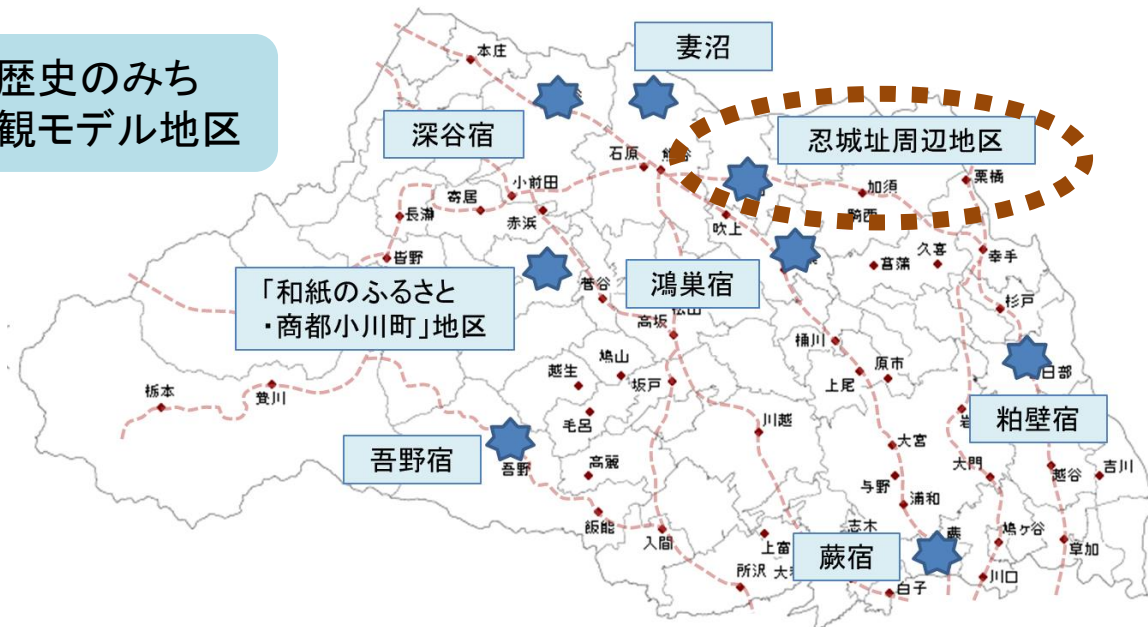 歴史のみち
観モデル地区
妻沼
深谷宿
忍城址周辺地区
「和紙のふるさと
・商都小川町」地区
鴻巣宿
吾野宿
粕壁宿
蕨宿
本庄
石原
熊谷
小前田
寄居
赤浜
長瀞
皆野
加須
栗橋
騎西
吹上
菖蒲
久喜
幸手
杉戸
菅谷
高坂
桶川
原市
上尾
鳩山
越生
坂戸
毛呂
高麗
栃本
贄川
川越
大宮
与野
浦和
大門
越谷
吉川
吾野
飯能
入間
志木
上富
所沢
白子
蕨
鳩ヶ谷
川口
草加
日部